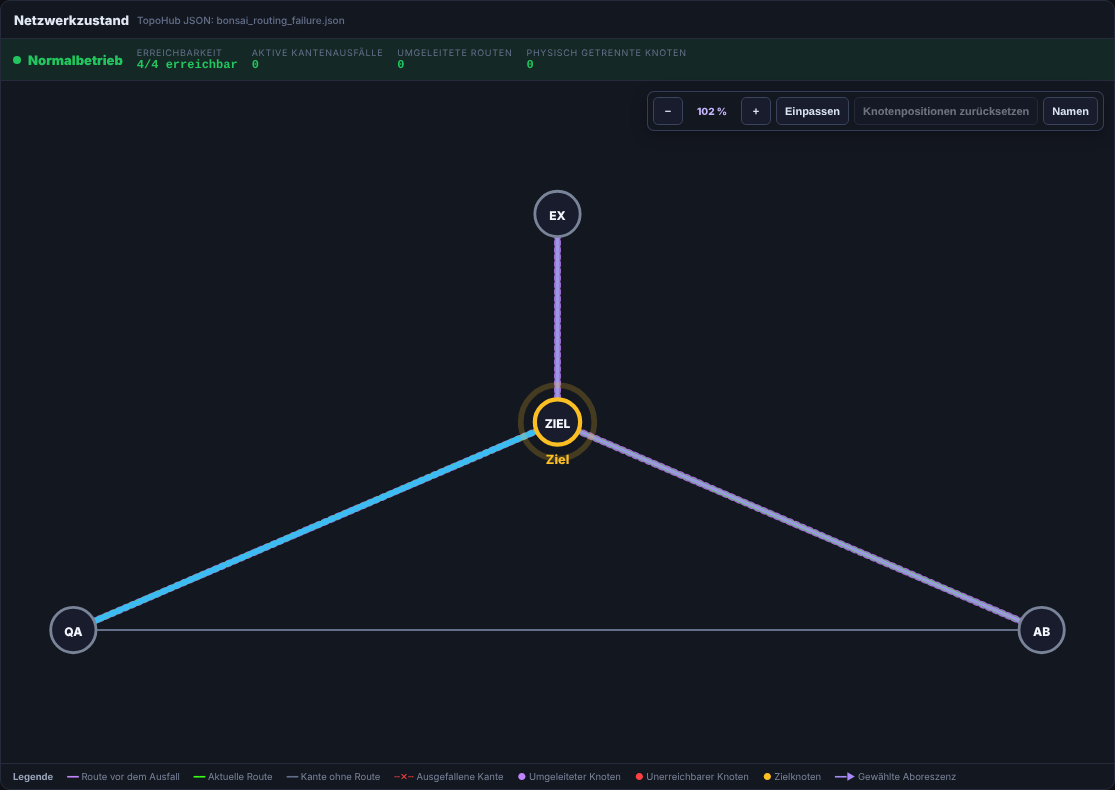 Netzwerkzustand TopoHub JSON: bonsai_routing_failure.json
Normalbetrieb
ERREICHBARKEIT AKTIVE KANTENAUSFÄLLE UMGELEITETE ROUTEN PHYSISCH GETRENNTE KNOTEN
4/4 erreichbar 0 0 0
− 102 % + Einpassen Knotenpositionen zurücksetzen Namen
EX
ZIEL
Ziel
QA
AB
Legende Route vor dem Ausfall Aktuelle Route Kante ohne Route Ausgefallene Kante Umgeleiteter Knoten Unerreichbarer Knoten Zielknoten Gewählte Aboreszenz